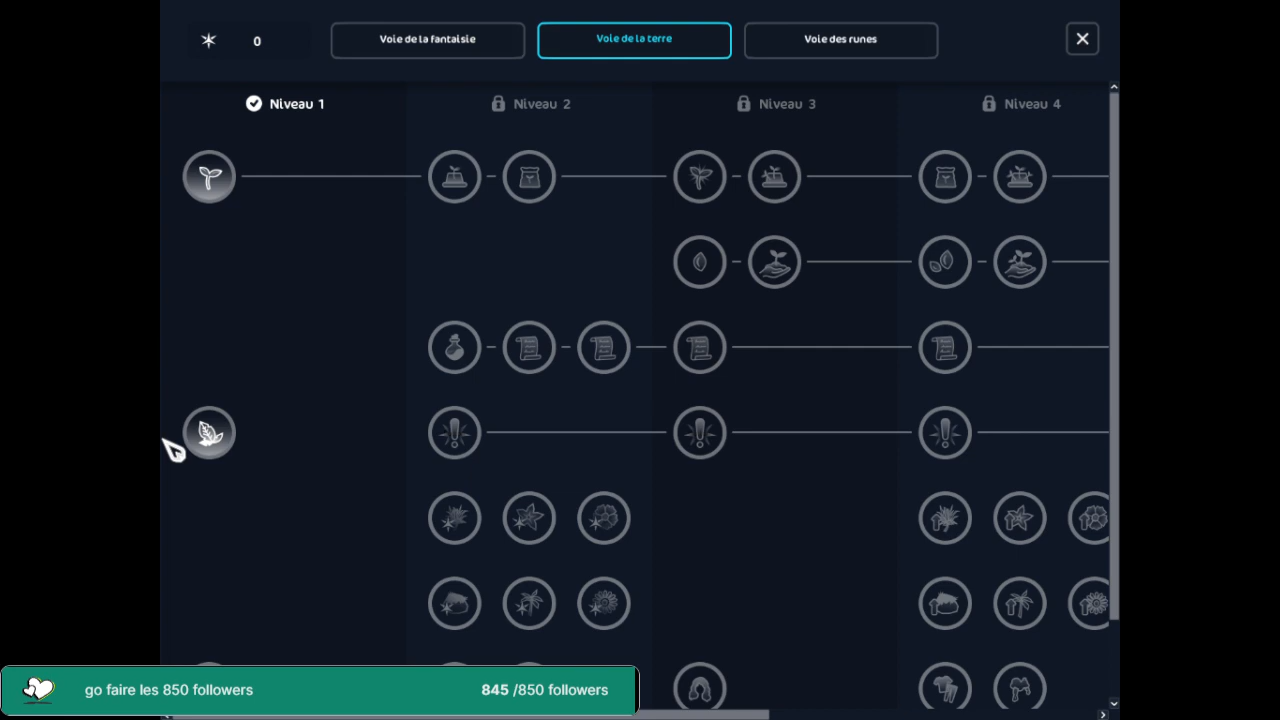 0
Voie de la fantaisie
Voie de la terre
Voie des runes
Niveau 1
Niveau 2
Niveau 3
Niveau 4
go faire les 850 followers
845 /850 followers